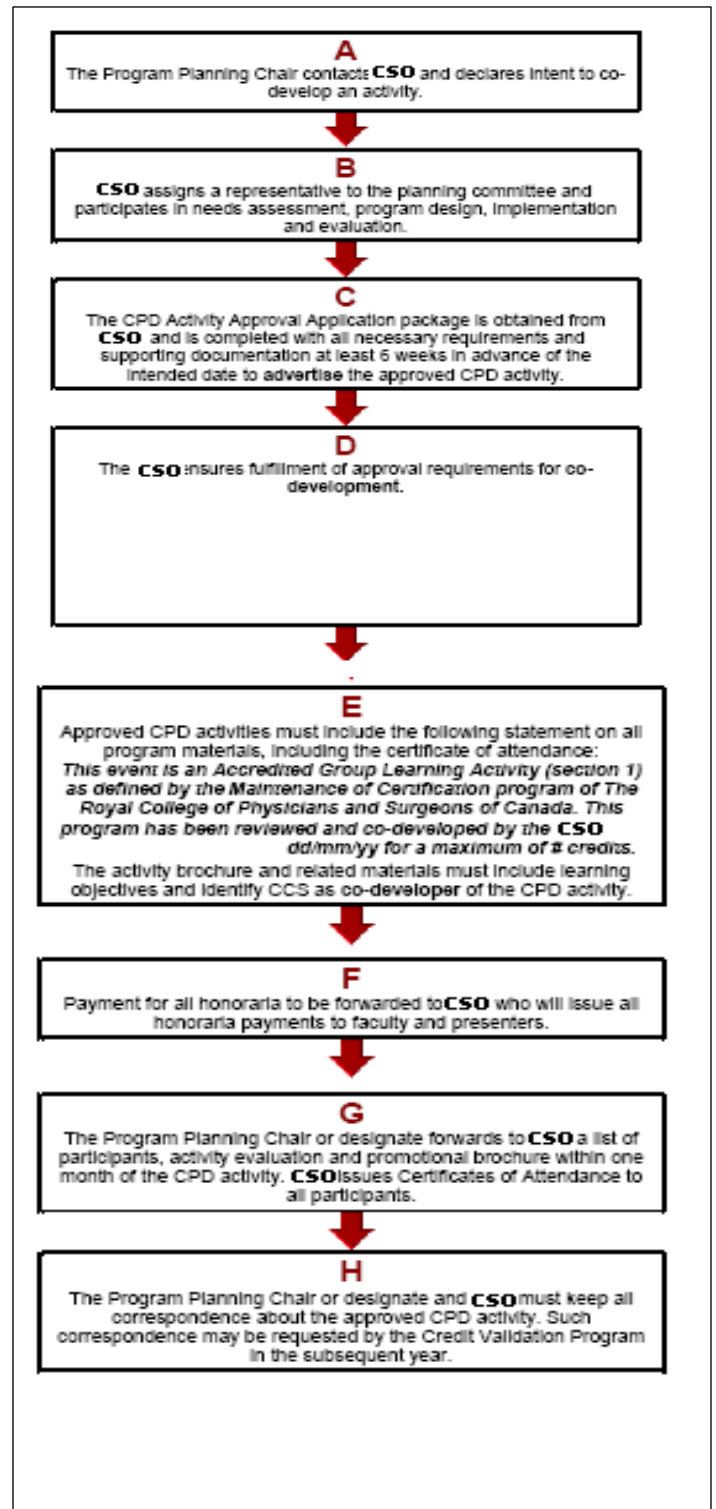 A
The Program Planning Chair contacts CSO and declares intent to co-
develop an activity.
B
CSO assigns a representative to the planning committee and
participates in needs assessment, program design, implementation
and evaluation.
C
The CPD Activity Approval Application package is obtained from
CSO and is completed with all necessary requirements and
supporting documentation at least 6 weeks in advance of the
intended date to advertise the approved CPD activity.
D
The CSO ensures fulfillment of approval requirements for co-
development.
E
Approved CPD activities must include the following statement on all
program materials, including the certificate of attendance:
This event is an Accredited Group Learning Activity (section 1)
as defined by the Maintenance of Certification program of The
Royal College of Physicians and Surgeons of Canada. This
program has been reviewed and co-developed by the CSO
dd/mm/yy for a maximum of # credits.
The activity brochure and related materials must include learning
objectives and identify CCS as co-developer of the CPD activity.
F
Payment for all honoraria to be forwarded to CSO who will issue all
honoraria payments to faculty and presenters.
G
The Program Planning Chair or designate forwards to CSO a list of
participants, activity evaluation and promotional brochure within one
month of the CPD activity. CSO issues Certificates of Attendance to
all participants.
H
The Program Planning Chair or designate and CSO must keep all
correspondence about the approved CPD activity. Such
correspondence may be requested by the Credit Validation Program
in the subsequent year.